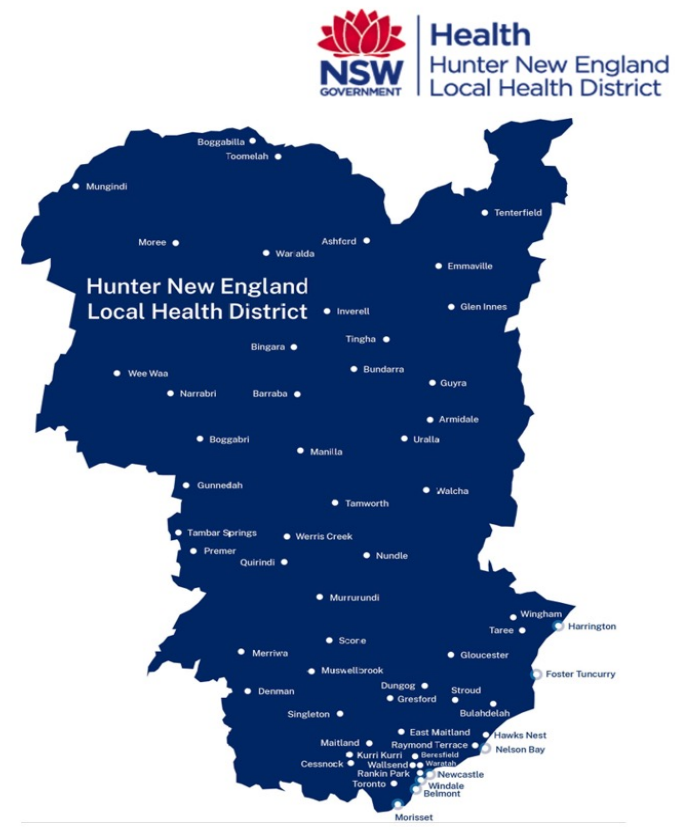 NSW
GOVERNMENT
Health
Hunter New England
Local Health District
Boggabilla
Toomelah
Mungindi
Tenterfield
Moree
Ashford
Warialda
Emmaville
Hunter New England
Local Health District
Inverell
Glen Innes
Tingha
Bingara
Bundarra
Wee Waa
Guyra
Narrabri
Barraba
Armidale
Boggabri
Uralla
Manilla
Gunnedah
Walcha
Tamworth
Tambar Springs
Werris Creek
Premer
Nundle
Quirindi
Murrurundi
Wingham
Harrington
Taree
Scone
Merriwa
Gloucester
Muswellbrook
Foster Tuncurry
Dungog
Denman
Stroud
Gresford
Bulahdelah
Singleton
East Maitland
Hawks Nest
Maitland
Raymond Terrace
Nelson Bay
Kurri Kurri
Beresfield
Cessnock
Wallsend
Waratah
Rankin Park
Newcastle
Toronto
Windale
Belmont
Morisset